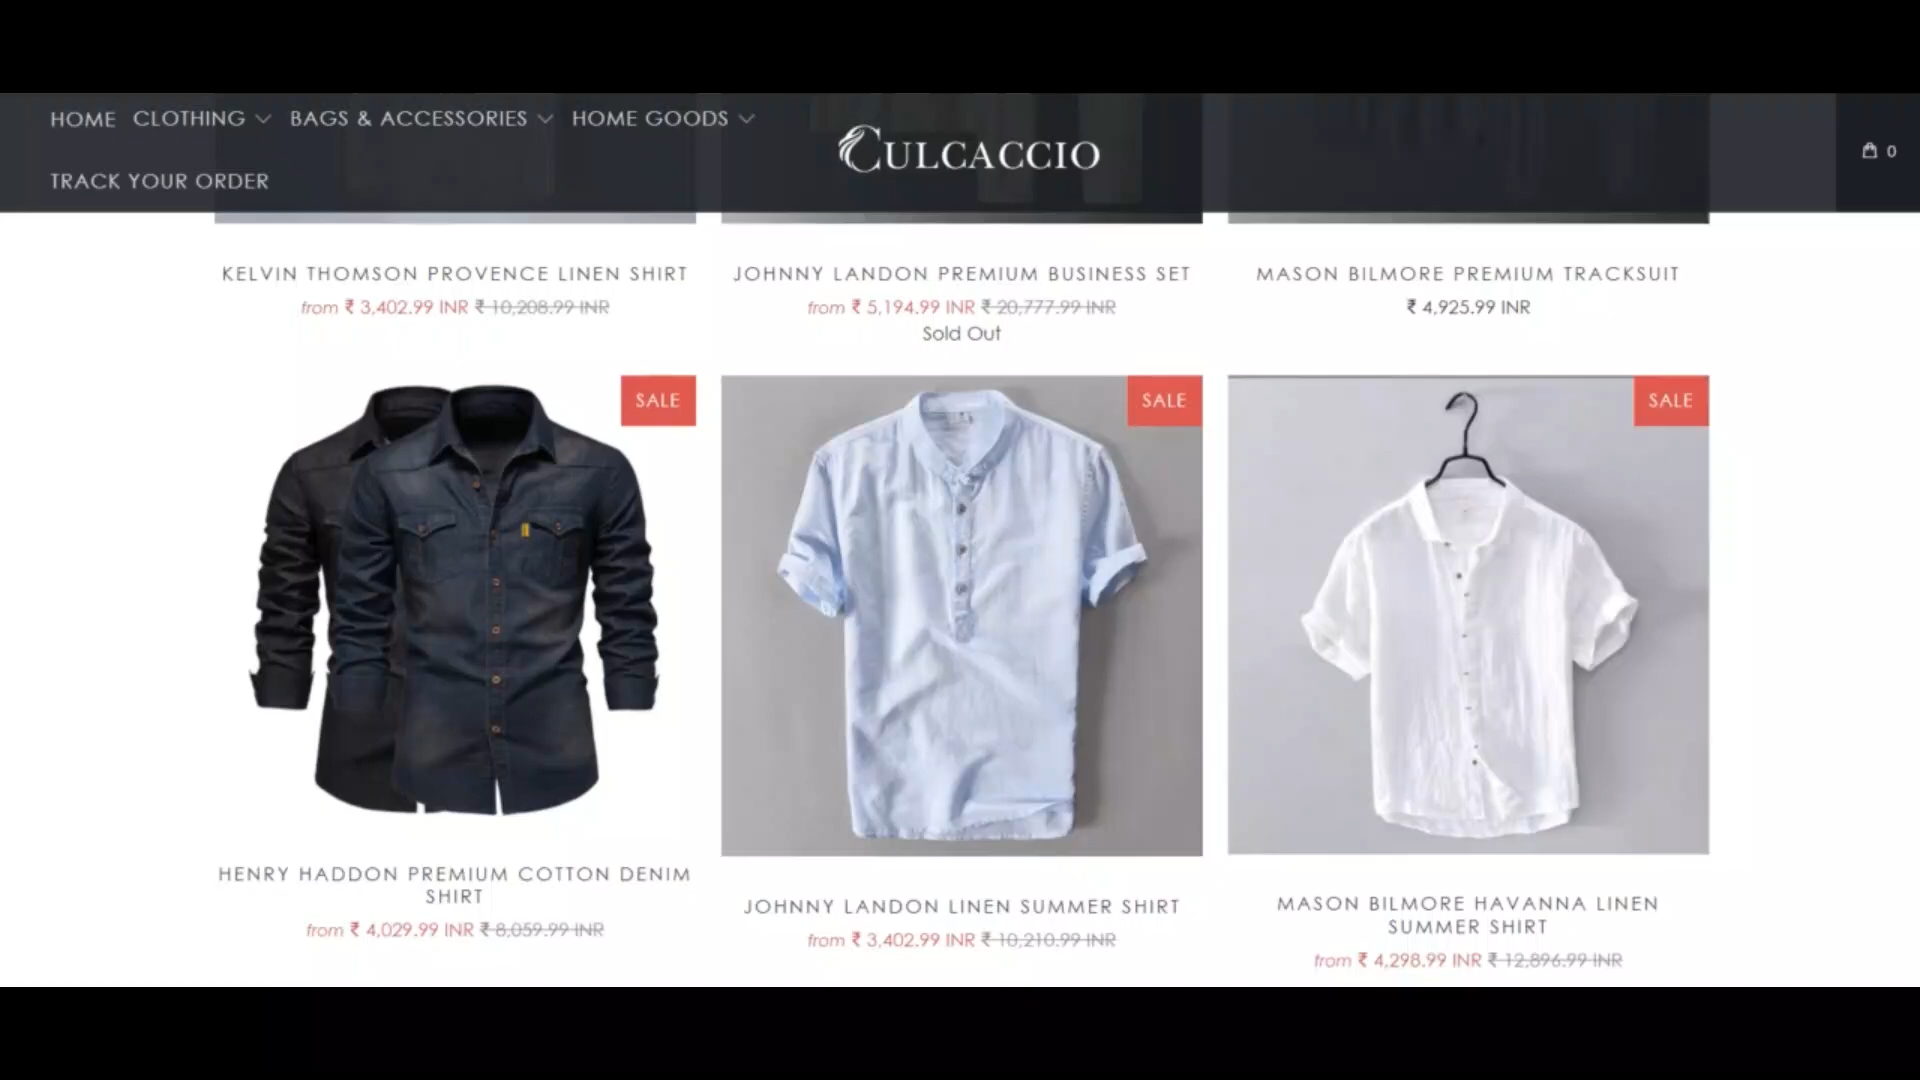 HOME CLOTHING BAGS & ACCESSORIES HOME GOODS
TRACK YOUR ORDER
CULCACCIO
0
KELVIN THOMSON PROVENCE LINEN SHIRT
from ₹ 3,402.99 INR ₹ 10,208.99 INR
JOHNNY LANDON PREMIUM BUSINESS SET
from ₹ 5,194.99 INR ₹ 20,777.99 INR
Sold Out
MASON BILMORE PREMIUM TRACKSUIT
₹ 4,925.99 INR
SALE
HENRY HADDON PREMIUM COTTON DENIM
SHIRT
from ₹ 4,029.99 INR ₹ 8,059.99 INR
SALE
JOHNNY LANDON LINEN SUMMER SHIRT
from ₹ 3,402.99 INR ₹ 10,210.99 INR
SALE
MASON BILMORE HAVANNA LINEN
SUMMER SHIRT
from ₹ 4,298.99 INR ₹ 12,896.99 INR